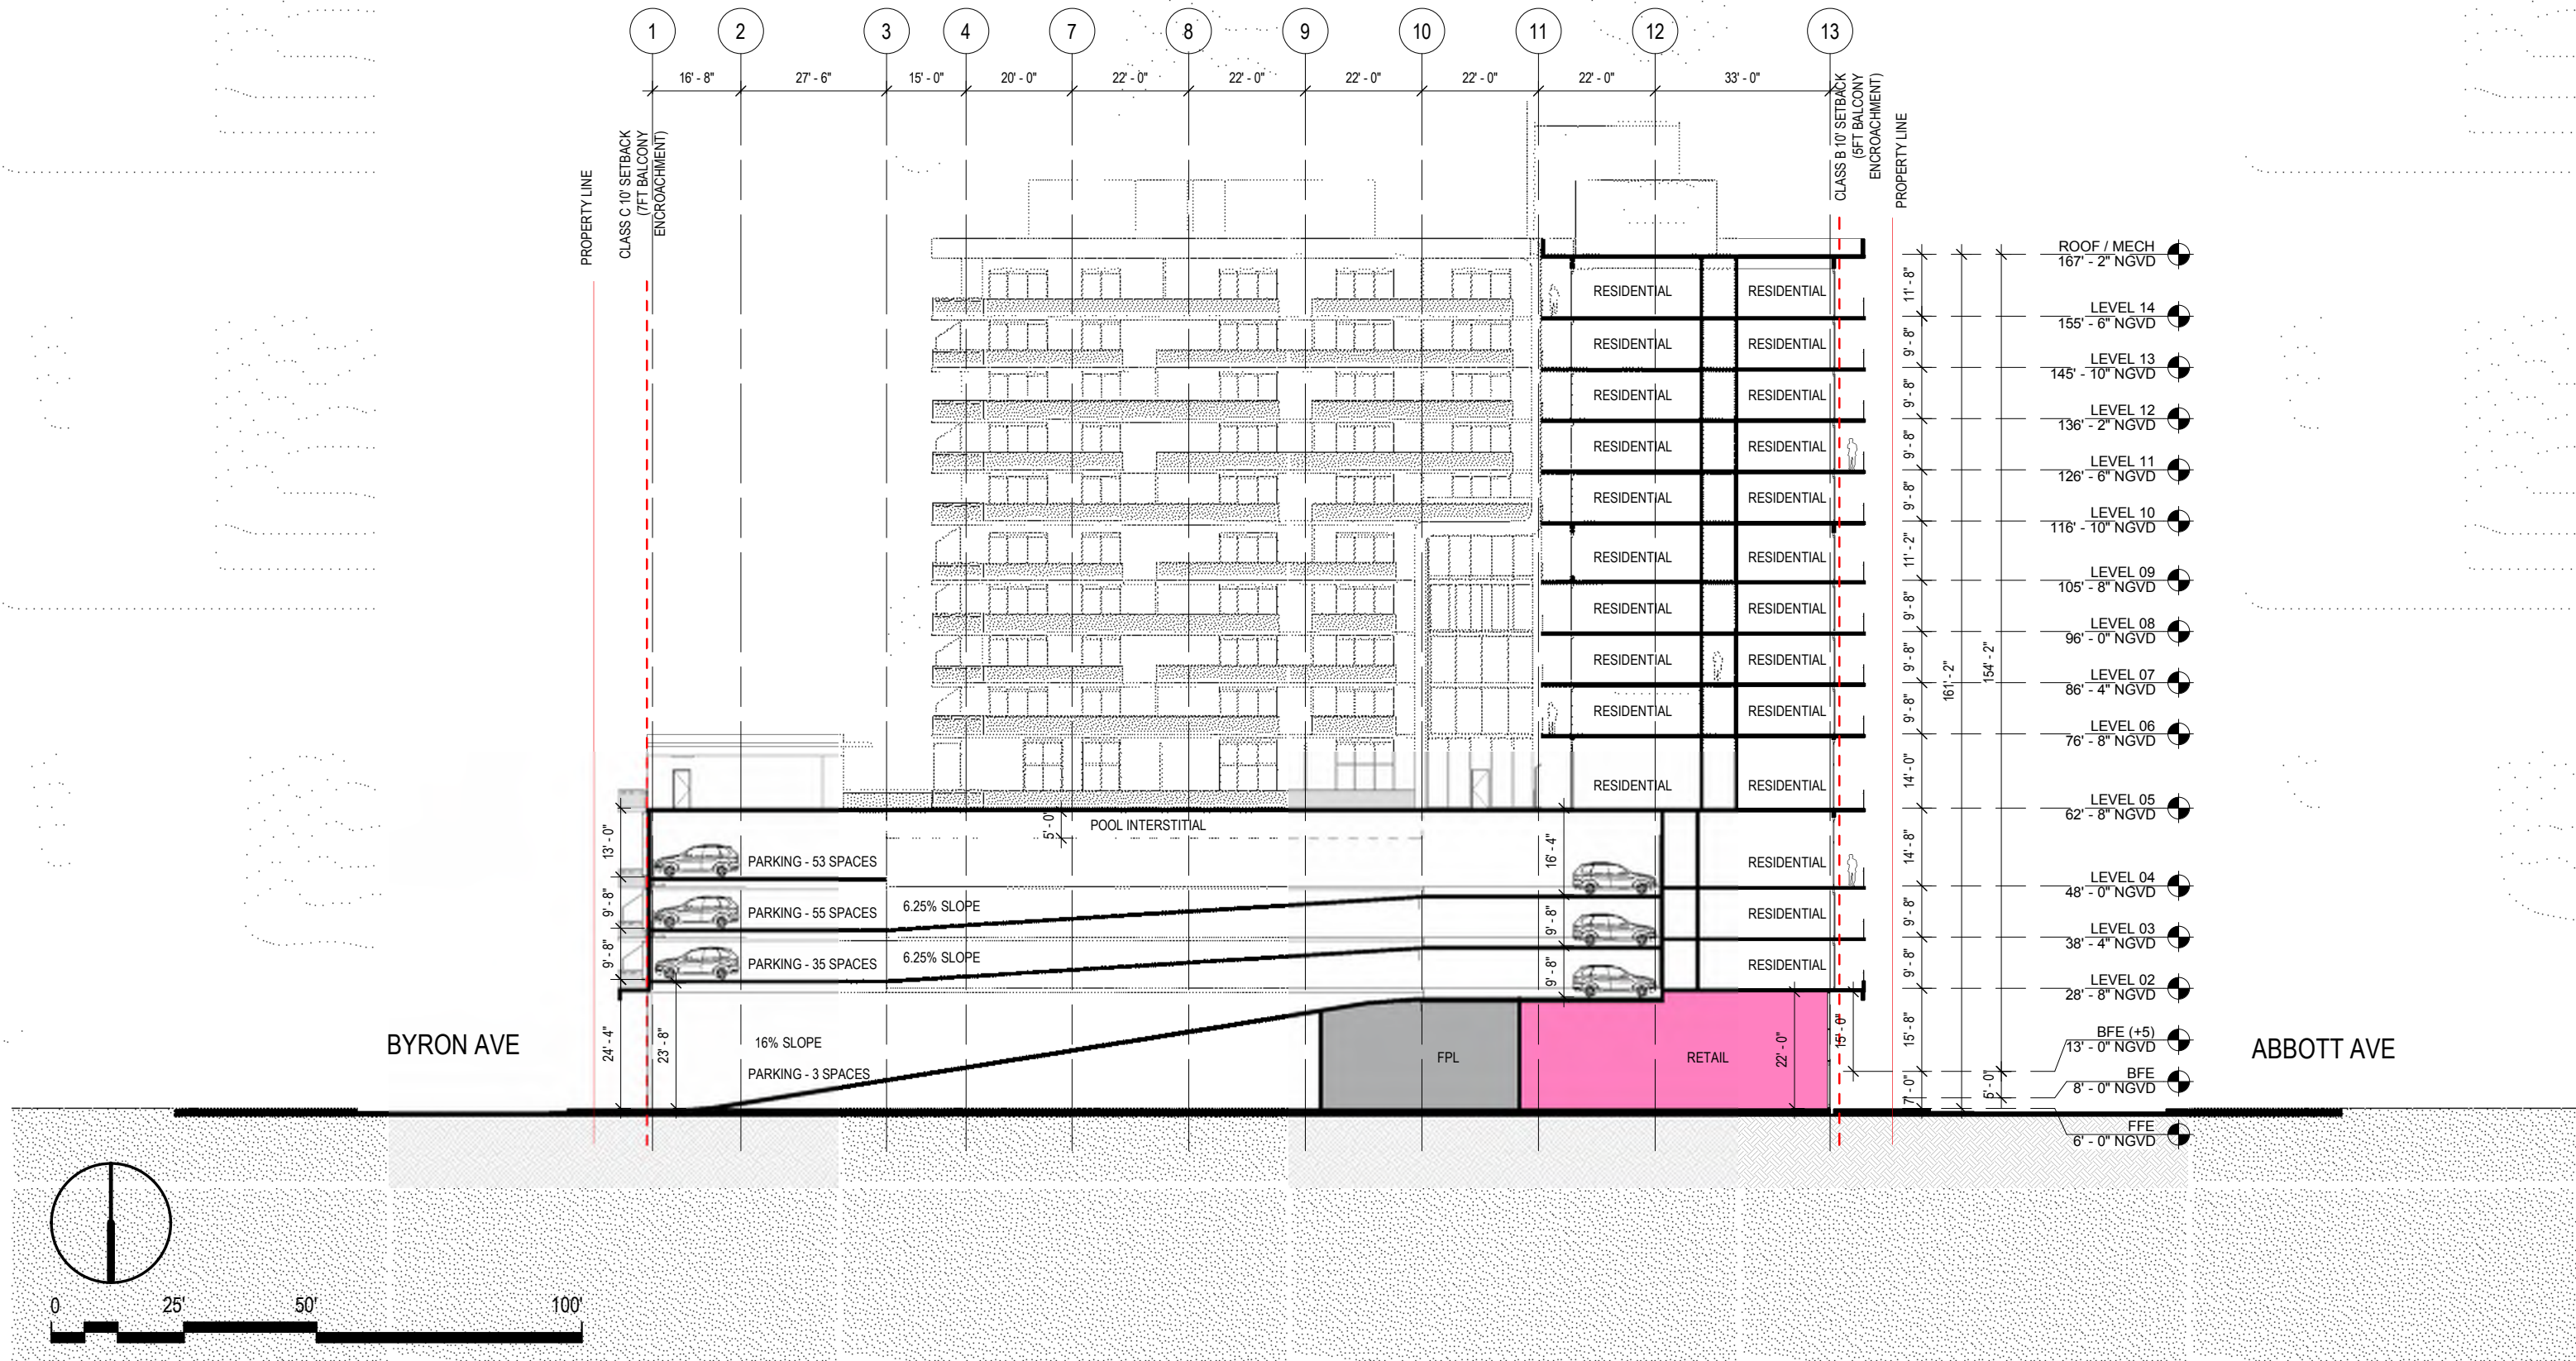 1 2 3 4 7 8 9 10 11 12 13
16' - 8" 27' - 6" 15' - 0" 20' - 0" 22' - 0" 22' - 0" 22' - 0" 22' - 0" 22' - 0" 33' - 0"
PROPERTY LINE
CLASS C 10' SETBACK
(7FT BALCONY
ENCROACHMENT)
CLASS B 10' SETBACK
(5FT BALCONY
ENCROACHMENT)
PROPERTY LINE
ROOF / MECH
167' - 2" NGVD
11' - 8"
RESIDENTIAL RESIDENTIAL
LEVEL 14
155' - 6" NGVD
9' - 8"
RESIDENTIAL RESIDENTIAL
LEVEL 13
145' - 10" NGVD
9' - 8"
RESIDENTIAL RESIDENTIAL
LEVEL 12
136' - 2" NGVD
9' - 8"
RESIDENTIAL RESIDENTIAL
LEVEL 11
126' - 6" NGVD
9' - 8"
RESIDENTIAL RESIDENTIAL
LEVEL 10
116' - 10" NGVD
11' - 2"
RESIDENTIAL RESIDENTIAL
LEVEL 09
105' - 8" NGVD
9' - 8"
RESIDENTIAL RESIDENTIAL
LEVEL 08
96' - 0" NGVD
9' - 8"
RESIDENTIAL RESIDENTIAL
161' - 2"
154' - 2"
LEVEL 07
86' - 4" NGVD
9' - 8"
RESIDENTIAL RESIDENTIAL
LEVEL 06
76' - 8" NGVD
14' - 0"
RESIDENTIAL RESIDENTIAL
LEVEL 05
62' - 8" NGVD
5' - 0"
POOL INTERSTITIAL
13' - 0"
PARKING - 53 SPACES
16' - 4"
RESIDENTIAL
14' - 8"
LEVEL 04
48' - 0" NGVD
9' - 8"
PARKING - 55 SPACES
6.25% SLOPE
9' - 8"
RESIDENTIAL
9' - 8"
LEVEL 03
38' - 4" NGVD
9' - 8"
PARKING - 35 SPACES
6.25% SLOPE
9' - 8"
RESIDENTIAL
9' - 8"
LEVEL 02
28' - 8" NGVD
BYRON AVE
24' - 4"
23' - 8"
16% SLOPE
PARKING - 3 SPACES
FPL
RETAIL
22' - 0"
15' - 0"
15' - 8"
BFE (+5)
13' - 0" NGVD
ABBOTT AVE
7' - 0"
5' - 0"
BFE
8' - 0" NGVD
FFE
6' - 0" NGVD
0 25' 50' 100'